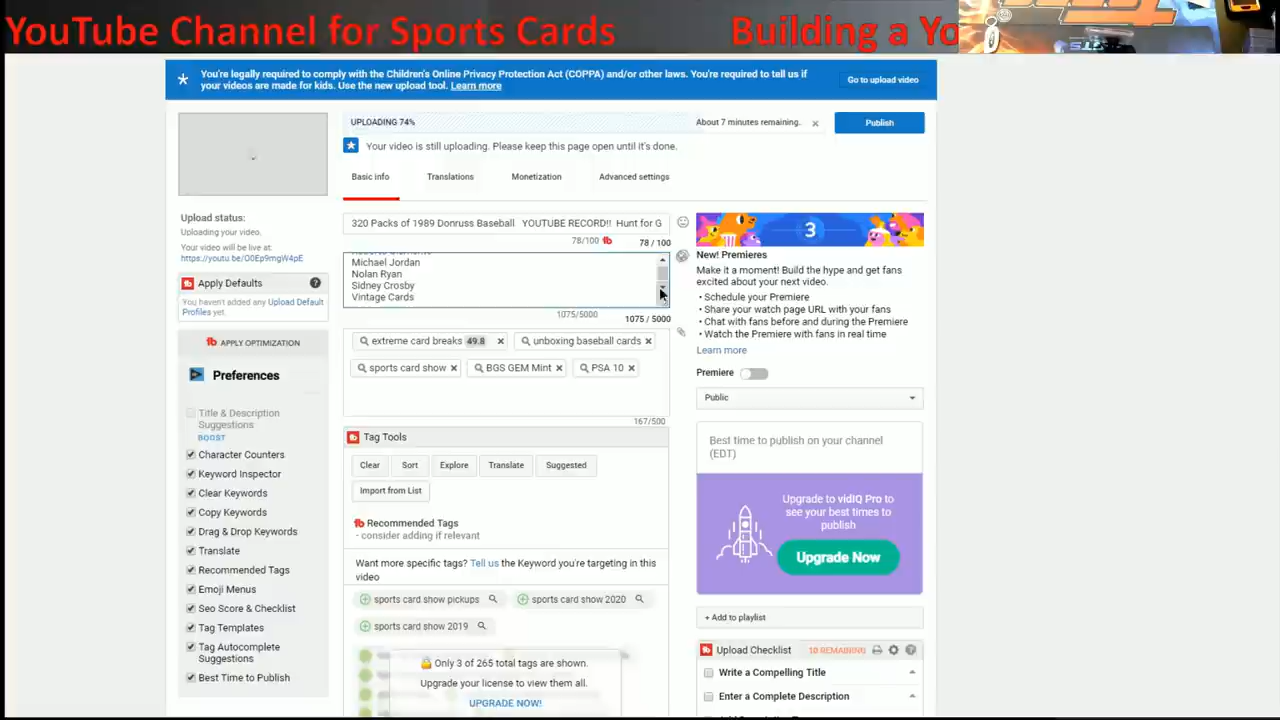 YouTube Channel for Sports Cards Building a Yo
You're legally required to comply with the Children's Online Privacy Protection Act (COPPA) and/or other laws. You're required to tell us if
your videos are made for kids. Use the new upload tool. Learn more
Go to upload video
UPLOADING 74%
About 7 minutes remaining.
Publish
Your video is still uploading. Please keep this page open until it's done.
Basic info
Translations
Monetization
Advanced settings
Upload status:
Uploading your video.
Your video will be live at:
https://youtu.be/O0Ep9mgW4pE
320 Packs of 1989 Donruss Baseball YOUTUBE RECORD!! Hunt for G
78/100
78 / 100
Michael Jordan
Nolan Ryan
Sidney Crosby
Vintage Cards
1075/5000
1075 / 5000
Apply Defaults
You haven't added any Upload Default
Profiles yet.
APPLY OPTIMIZATION
Preferences
Title & Description
Suggestions
BOOST
Character Counters
Keyword Inspector
Clear Keywords
Copy Keywords
Drag & Drop Keywords
Translate
Recommended Tags
Emoji Menus
Seo Score & Checklist
Tag Templates
Tag Autocomplete
Suggestions
Best Time to Publish
extreme card breaks 49.8
unboxing baseball cards
sports card show
BGS GEM Mint
PSA 10
167/500
Tag Tools
Clear
Sort
Explore
Translate
Suggested
Import from List
Recommended Tags
- consider adding if relevant
Want more specific tags? Tell us the Keyword you're targeting in this
video
sports card show pickups
sports card show 2020
sports card show 2019
Only 3 of 265 total tags are shown.
Upgrade your license to view them all.
UPGRADE NOW!
3
New! Premieres
Make it a moment! Build the hype and get fans
excited about your next video.
• Schedule your Premiere
• Share your watch page URL with your fans
• Chat with fans before and during the Premiere
• Watch the Premiere with fans in real time
Learn more
Premiere
Public
Best time to publish on your channel
(EDT)
Upgrade to vidIQ Pro to
see your best times to
publish
Upgrade Now
+ Add to playlist
Upload Checklist
10 REMAINING
Write a Compelling Title
Enter a Complete Description